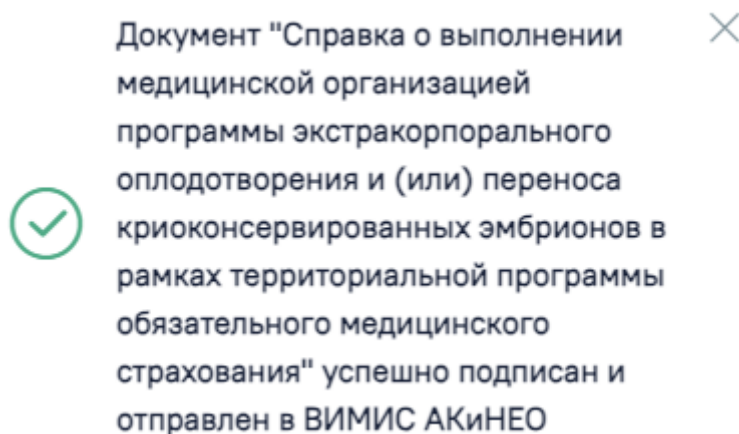 Документ "Справка о выполнении
медицинской организацией
программы экстракорпорального
оплодотворения и (или) переноса
криоконсервированных эмбрионов в
рамках территориальной программы
обязательного медицинского
страхования" успешно подписан и
отправлен в ВИМИС АКиНЕО